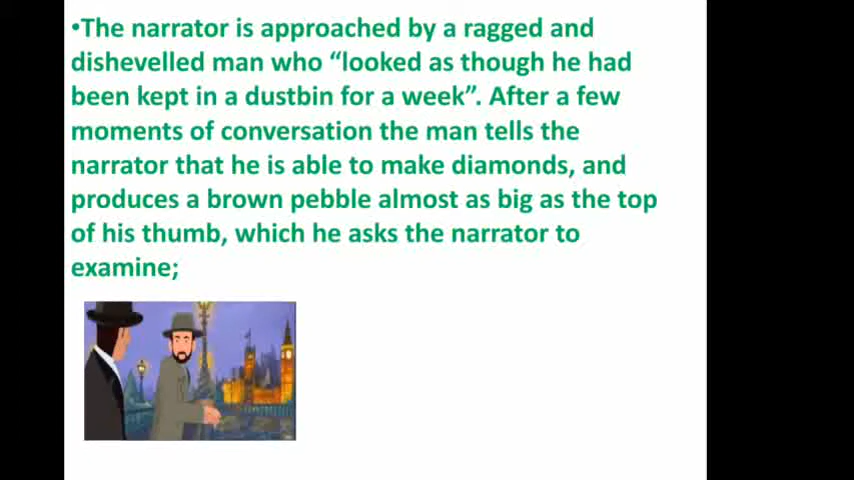 •The narrator is approached by a ragged and
dishevelled man who “looked as though he had
been kept in a dustbin for a week”. After a few
moments of conversation the man tells the
narrator that he is able to make diamonds, and
produces a brown pebble almost as big as the top
of his thumb, which he asks the narrator to
examine;